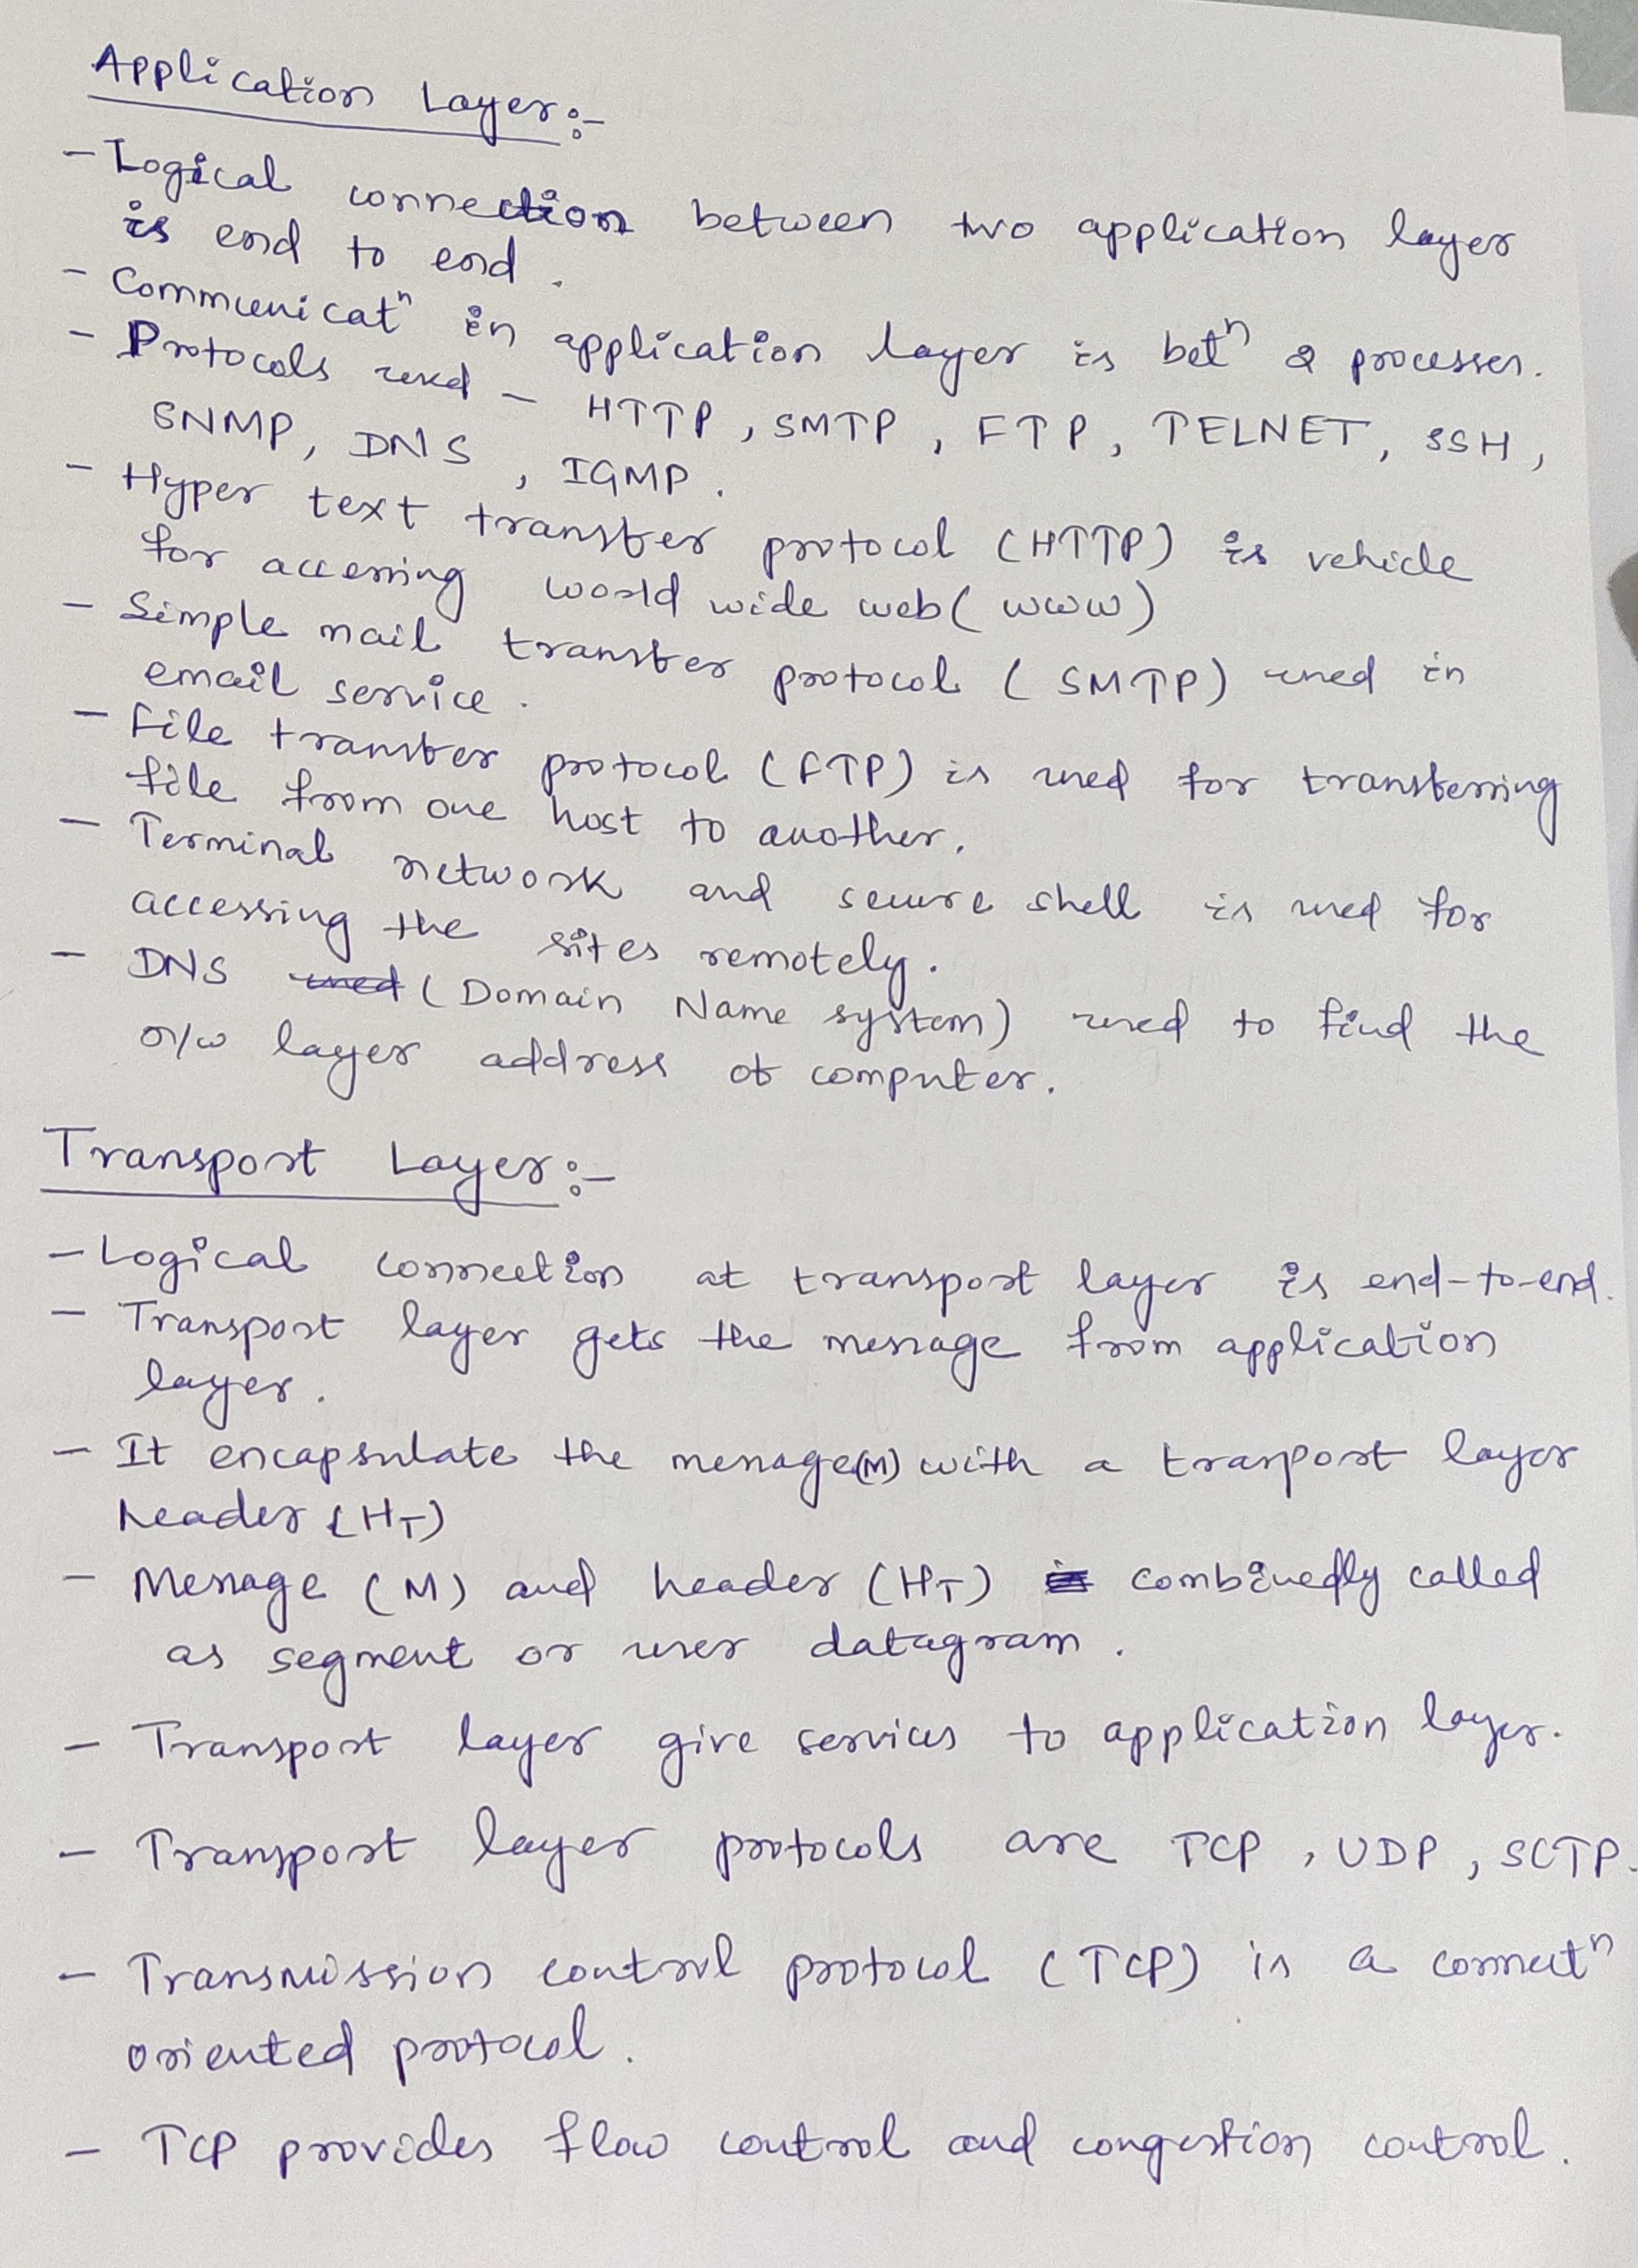 Application Layer:-
- Logical connection between two application layer
is end to end.
- Communicatⁿ in application layer is betⁿ 2 processes.
- Protocols used - HTTP, SMTP, FTP, TELNET, SSH,
SNMP, DNS, IGMP.
- Hyper text transfer protocol (HTTP) is vehicle
for accessing world wide web (www)
- Simple mail transfer protocol (SMTP) used in
email service.
- File transfer protocol (FTP) is used for transferring
file from one host to another.
- Terminal network and secure shell is used for
accessing the sites remotely.
- DNS used (Domain Name system) used to find the
n/w layer address of computer.
Transport Layer:-
- Logical connection at transport layer is end-to-end.
- Transport layer gets the message from application
layer.
- It encapsulate the message(M) with a tranport layer
header (H_T)
- Message (M) and header (H_T) is combinedly called
as segment or user datagram.
- Transport layer give services to application layer.
- Transport layer protocols are TCP, UDP, SCTP.
- Transmission control protocol (TCP) is a connectⁿ
oriented protocol.
- TCP provides flow control and congestion control.